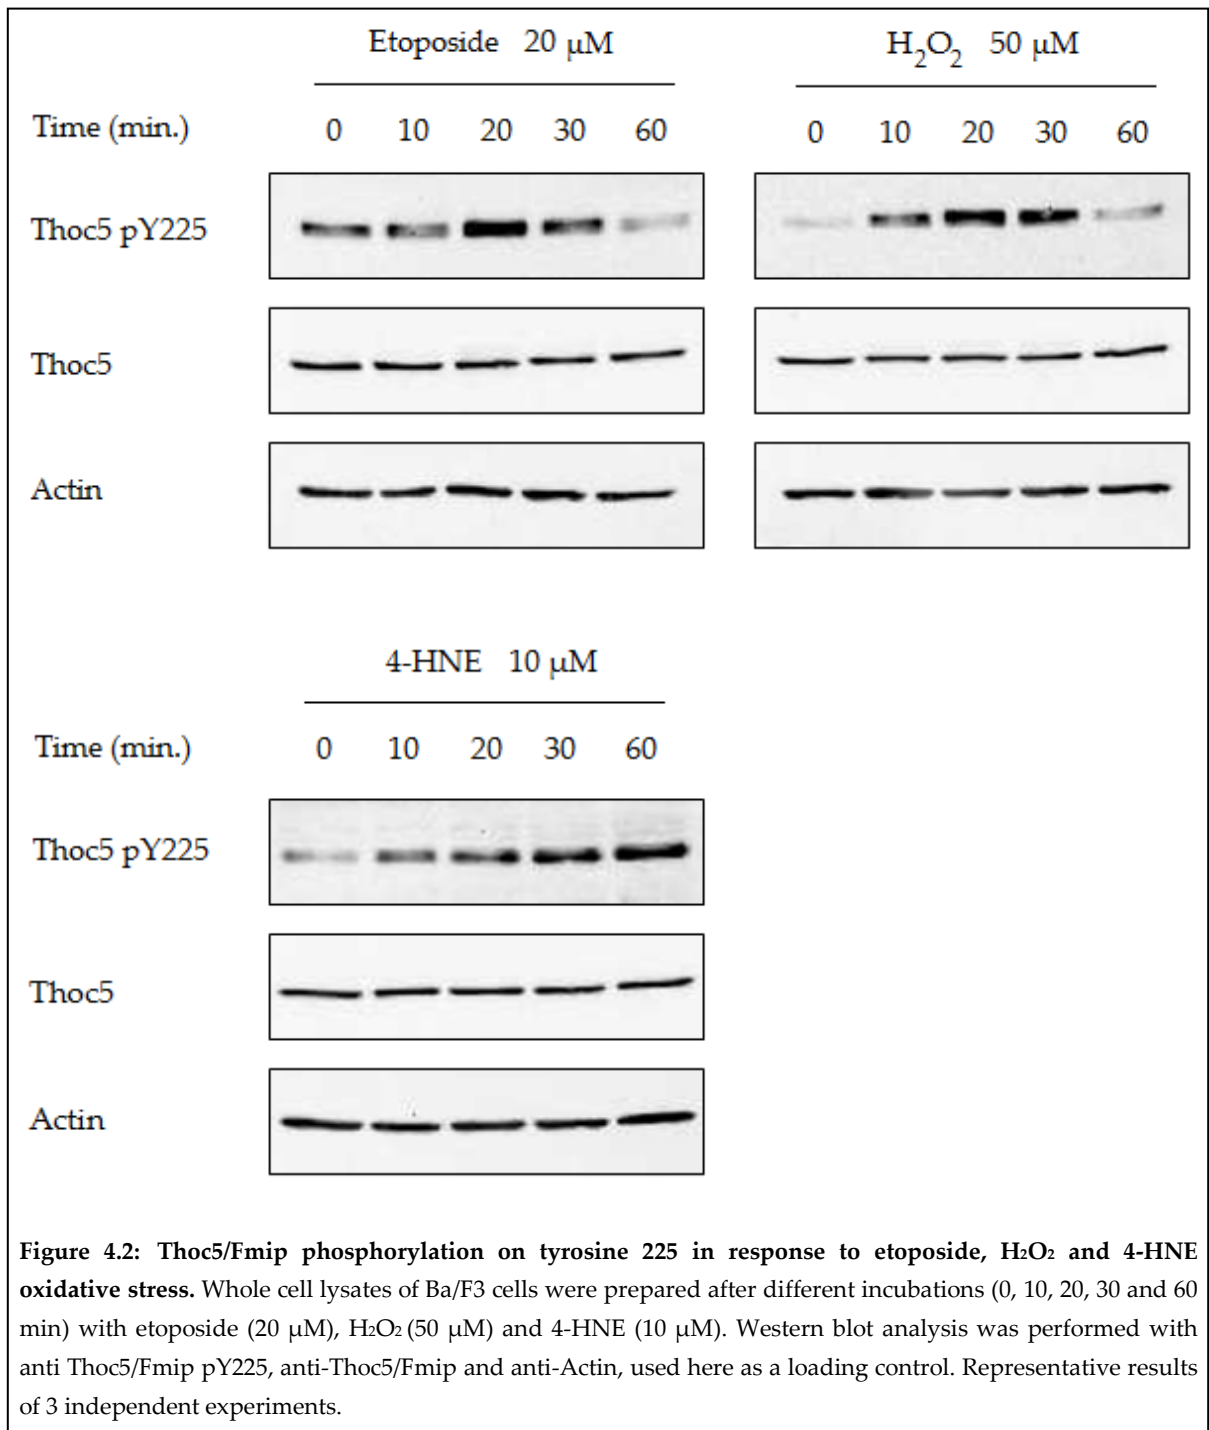 Etoposide 20 μM
H₂O₂ 50 μM
Time (min.) 0 10 20 30 60 0 10 20 30 60
Thoc5 pY225
Thoc5
Actin
4-HNE 10 μM
Time (min.) 0 10 20 30 60
Thoc5 pY225
Thoc5
Actin
Figure 4.2: Thoc5/Fmip phosphorylation on tyrosine 225 in response to etoposide, H₂O₂ and 4-HNE
oxidative stress. Whole cell lysates of Ba/F3 cells were prepared after different incubations (0, 10, 20, 30 and 60
min) with etoposide (20 μM), H₂O₂ (50 μM) and 4-HNE (10 μM). Western blot analysis was performed with
anti Thoc5/Fmip pY225, anti-Thoc5/Fmip and anti-Actin, used here as a loading control. Representative results
of 3 independent experiments.